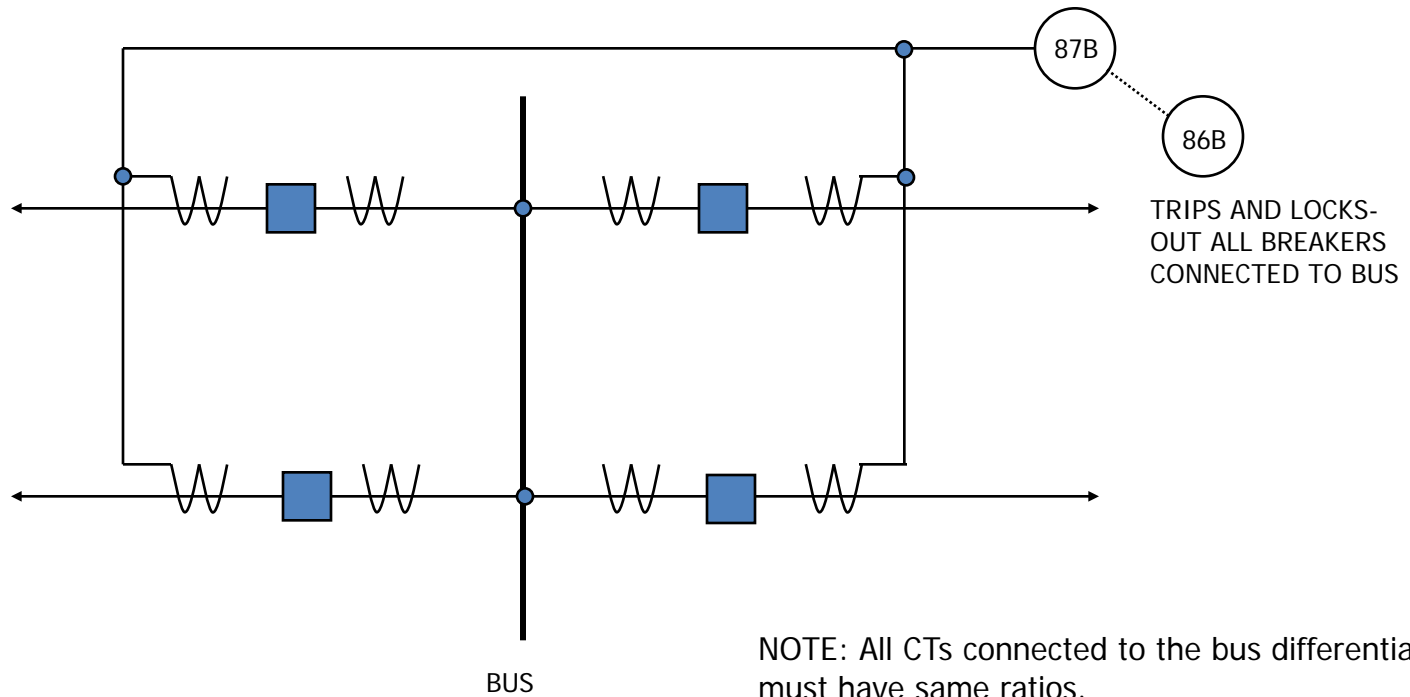 87B
86B
TRIPS AND LOCKS-
OUT ALL BREAKERS
CONNECTED TO BUS
BUS
NOTE: All CTs connected to the bus differentia
must have same ratios.